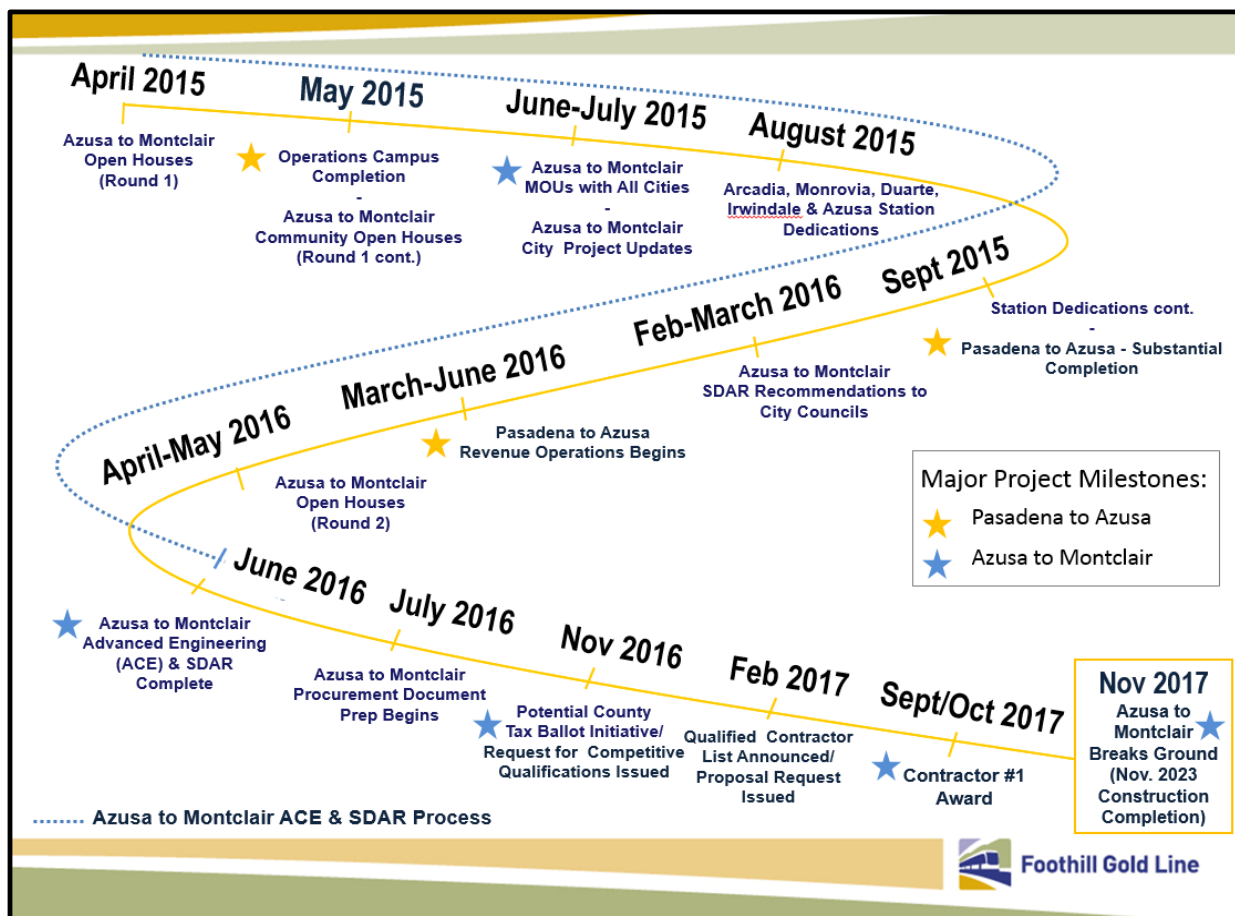 April 2015
Azusa to Montclair
Open Houses
(Round 1)
May 2015
Operations Campus
Completion
-
Azusa to Montclair
Community Open Houses
(Round 1 cont.)
June-July 2015
Azusa to Montclair
MOUs with All Cities
-
Azusa to Montclair
City Project Updates
August 2015
Arcadia, Monrovia, Duarte,
Irwindale & Azusa Station
Dedications
Sept 2015
Station Dedications cont.
-
Pasadena to Azusa - Substantial
Completion
Feb-March 2016
Azusa to Montclair
SDAR Recommendations to
City Councils
March-June 2016
Pasadena to Azusa
Revenue Operations Begins
April-May 2016
Azusa to Montclair
Open Houses
(Round 2)
Major Project Milestones:
Pasadena to Azusa
Azusa to Montclair
June 2016
Azusa to Montclair
Advanced Engineering
(ACE) & SDAR
Complete
July 2016
Azusa to Montclair
Procurement Document
Prep Begins
Nov 2016
Potential County
Tax Ballot Initiative/
Request for Competitive
Qualifications Issued
Feb 2017
Qualified Contractor
List Announced/
Proposal Request
Issued
Sept/Oct 2017
Contractor #1
Award
Nov 2017
Azusa to
Montclair
Breaks Ground
(Nov. 2023
Construction
Completion)
Azusa to Montclair ACE & SDAR Process
Foothill Gold Line